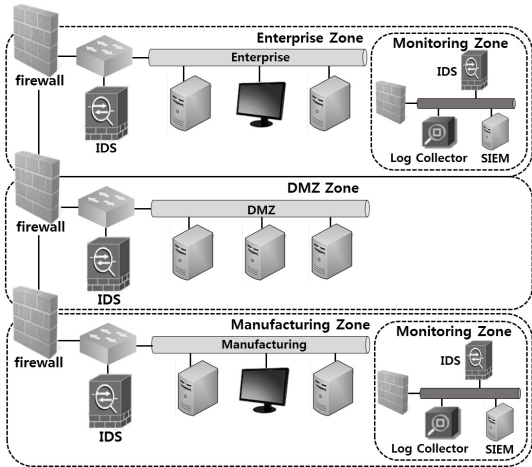 Enterprise Zone
Monitoring Zone
firewall
Enterprise
IDS
IDS
Log Collector
SIEM
DMZ Zone
firewall
DMZ
IDS
Manufacturing Zone
Monitoring Zone
firewall
Manufacturing
IDS
IDS
Log Collector
SIEM